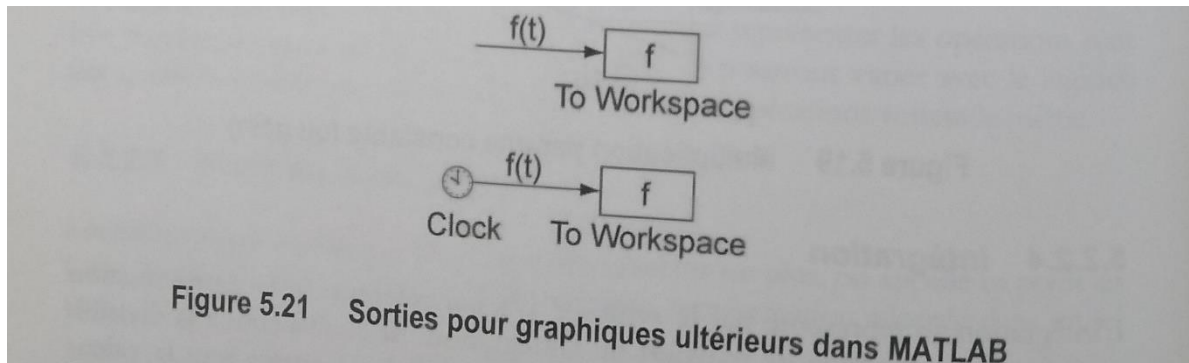 f(t)
f
To Workspace
f(t)
f
Clock To Workspace
Figure 5.21 Sorties pour graphiques ultérieurs dans MATLAB